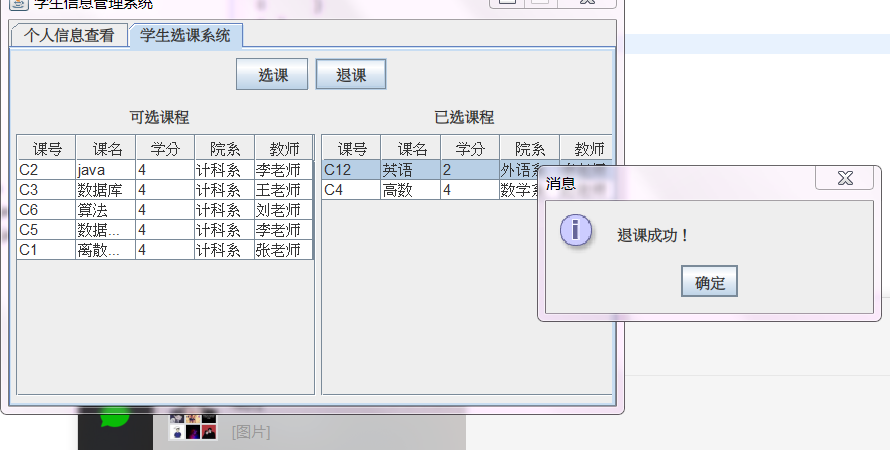 学生信息管理系统
个人信息查看 学生选课系统
选课 退课
可选课程 已选课程
课号 课名 学分 院系 教师 课号 课名 学分 院系 教师
C2 java 4 计科系 李老师 C12 英语 2 外语系
C3 数据库 4 计科系 王老师 C4 高数 4 数学系
C6 算法 4 计科系 刘老师
C5 数据... 4 计科系 李老师
C1 离散... 4 计科系 张老师
消息
退课成功！
确定
[图片]